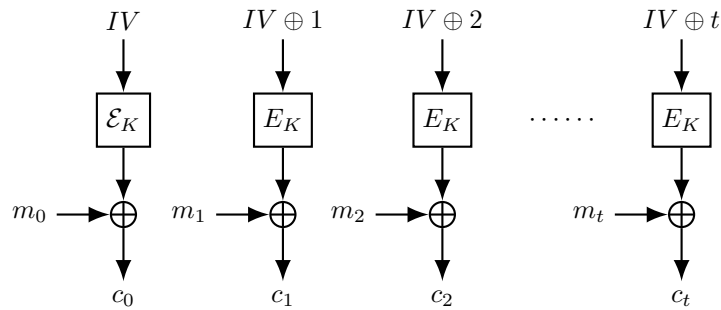 IV IV ⊕ 1 IV ⊕ 2 IV ⊕ t
ℰ_K E_K E_K ...... E_K
m_0 m_1 m_2 m_t
c_0 c_1 c_2 c_t